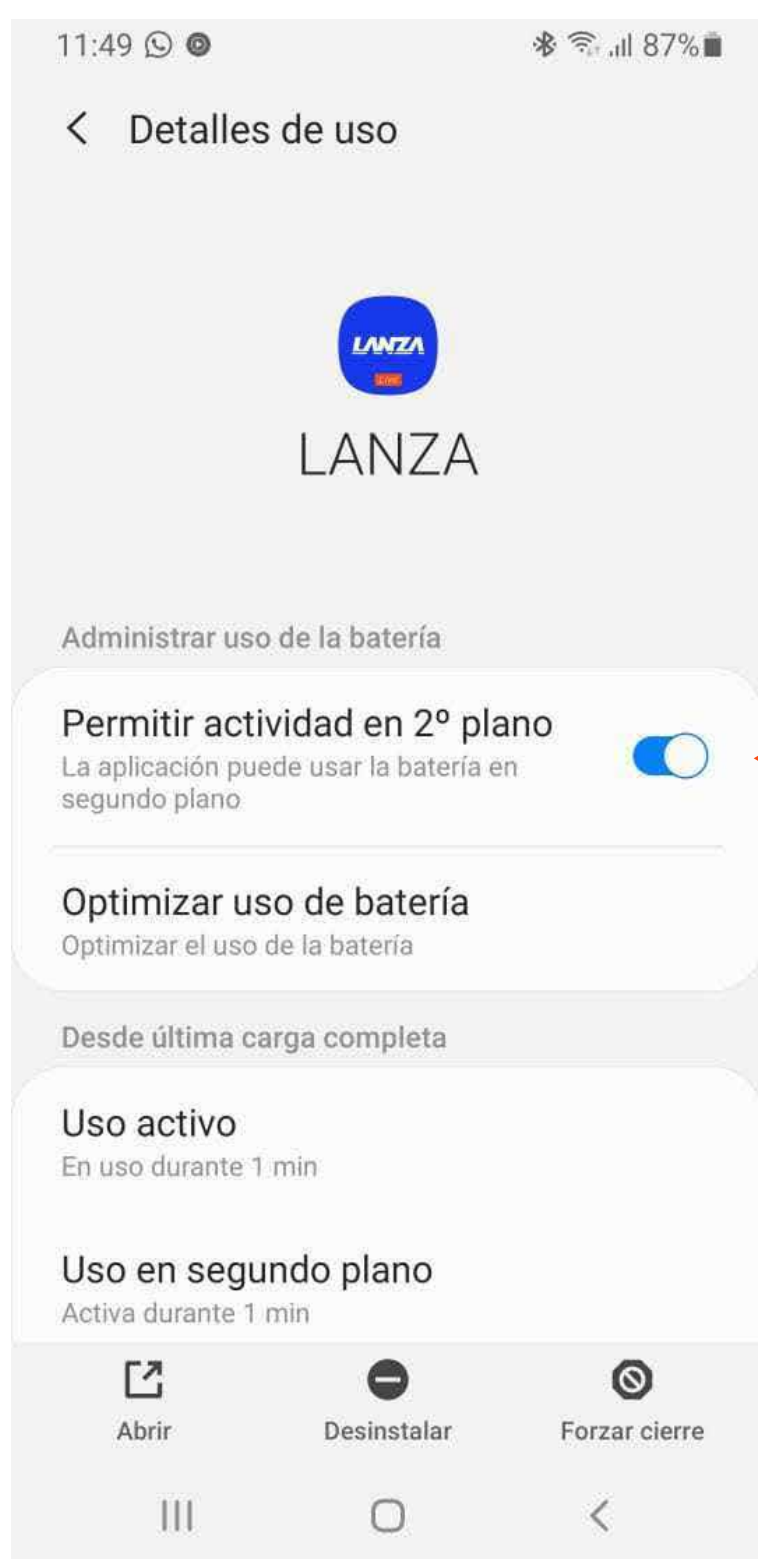 11:49 87%
Detalles de uso
LANZA
LIVE
LANZA
Administrar uso de la batería
Permitir actividad en 2º plano
La aplicación puede usar la batería en
segundo plano
Optimizar uso de batería
Optimizar el uso de la batería
Desde última carga completa
Uso activo
En uso durante 1 min
Uso en segundo plano
Activa durante 1 min
Abrir Desinstalar Forzar cierre